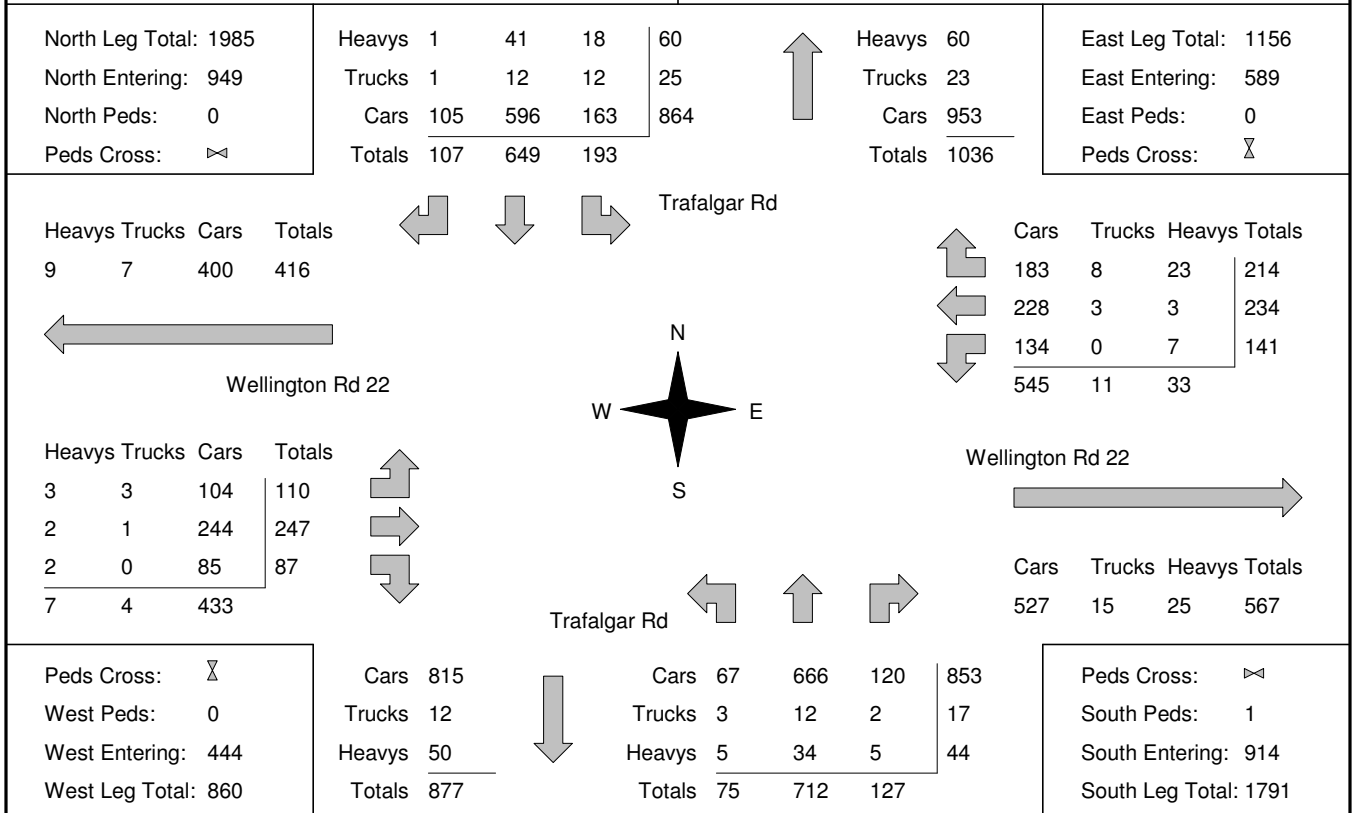 North Leg Total: 1985
North Entering: 949
North Peds: 0
Peds Cross:
Heavys 1 41 18 60
Trucks 1 12 12 25
Cars 105 596 163 864
Totals 107 649 193
Heavys 60
Trucks 23
Cars 953
Totals 1036
East Leg Total: 1156
East Entering: 589
East Peds: 0
Peds Cross:
Trafalgar Rd
Heavys Trucks Cars Totals
9 7 400 416
Wellington Rd 22
Cars Trucks Heavys Totals
183 8 23 214
228 3 3 234
134 0 7 141
545 11 33
N
W E
S
Heavys Trucks Cars Totals
3 3 104 110
2 1 244 247
2 0 85 87
7 4 433
Wellington Rd 22
Cars Trucks Heavys Totals
527 15 25 567
Trafalgar Rd
Peds Cross:
West Peds: 0
West Entering: 444
West Leg Total: 860
Cars 815
Trucks 12
Heavys 50
Totals 877
Cars 67 666 120 853
Trucks 3 12 2 17
Heavys 5 34 5 44
Totals 75 712 127
Peds Cross:
South Peds: 1
South Entering: 914
South Leg Total: 1791